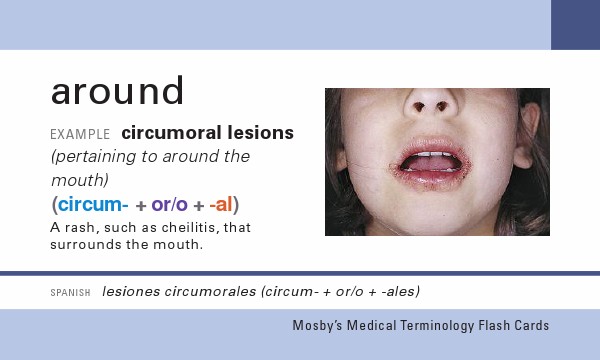 around
EXAMPLE circumoral lesions
(pertaining to around the
mouth)
(circum- + or/o + -al)
A rash, such as cheilitis, that
surrounds the mouth.
SPANISH lesiones circumorales (circum- + or/o + -ales)
Mosby's Medical Terminology Flash Cards